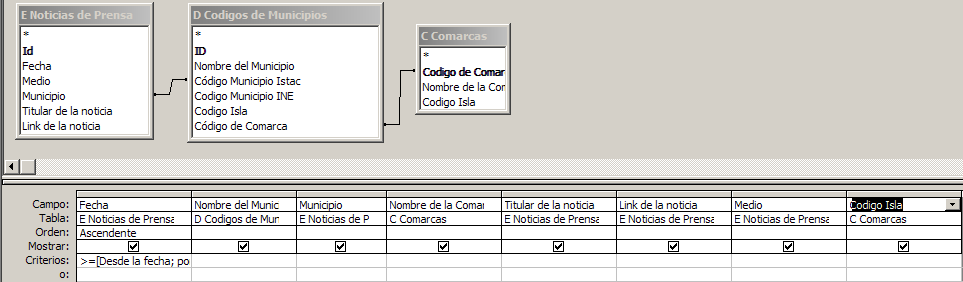 E Noticias de Prensa
*
Id
Fecha
Medio
Municipio
Titular de la noticia
Link de la noticia
D Codigos de Municipios
*
ID
Nombre del Municipio
Código Municipio Istac
Codigo Municipio INE
Codigo Isla
Código de Comarca
C Comarcas
*
Codigo de Comar
Nombre de la Cor
Codigo Isla
Campo: Fecha Nombre del Munic Municipio Nombre de la Comar Titular de la noticia Link de la noticia Medio Codigo Isla
Tabla: E Noticias de Prensa D Codigos de Mun E Noticias de P C Comarcas E Noticias de Prensa E Noticias de Prensa E Noticias de Prensa C Comarcas
Orden: Ascendente
Mostrar:
Criterios: >=[Desde la fecha; po
o: